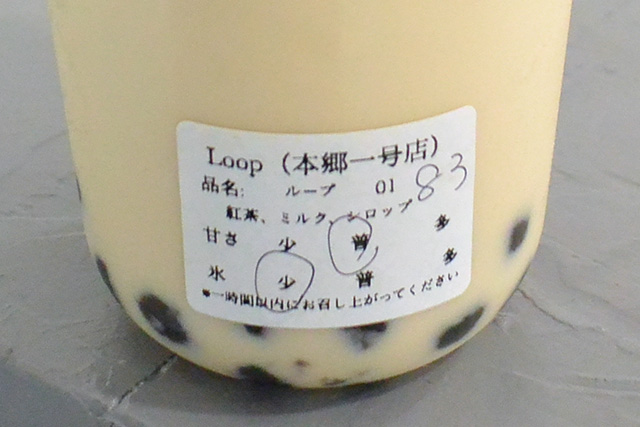 Loop（本郷一号店）
品名: ループ 01 83
紅茶、ミルク、シロップ
甘さ 少 普 多
氷 少 普 多
*一時間以内にお召し上がってください